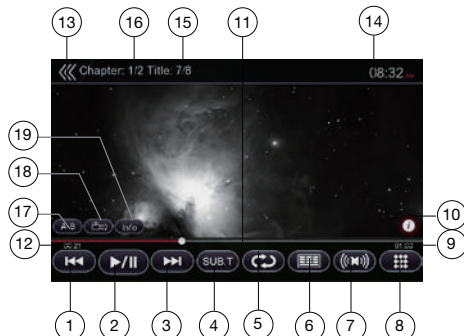 13 16 15 11 14
Chapter: 1/2 Title: 7/8 08:32
19
18
17 A-B Info 10
12 00:21 01:03 9
SUB.T
1 2 3 4 5 6 7 8